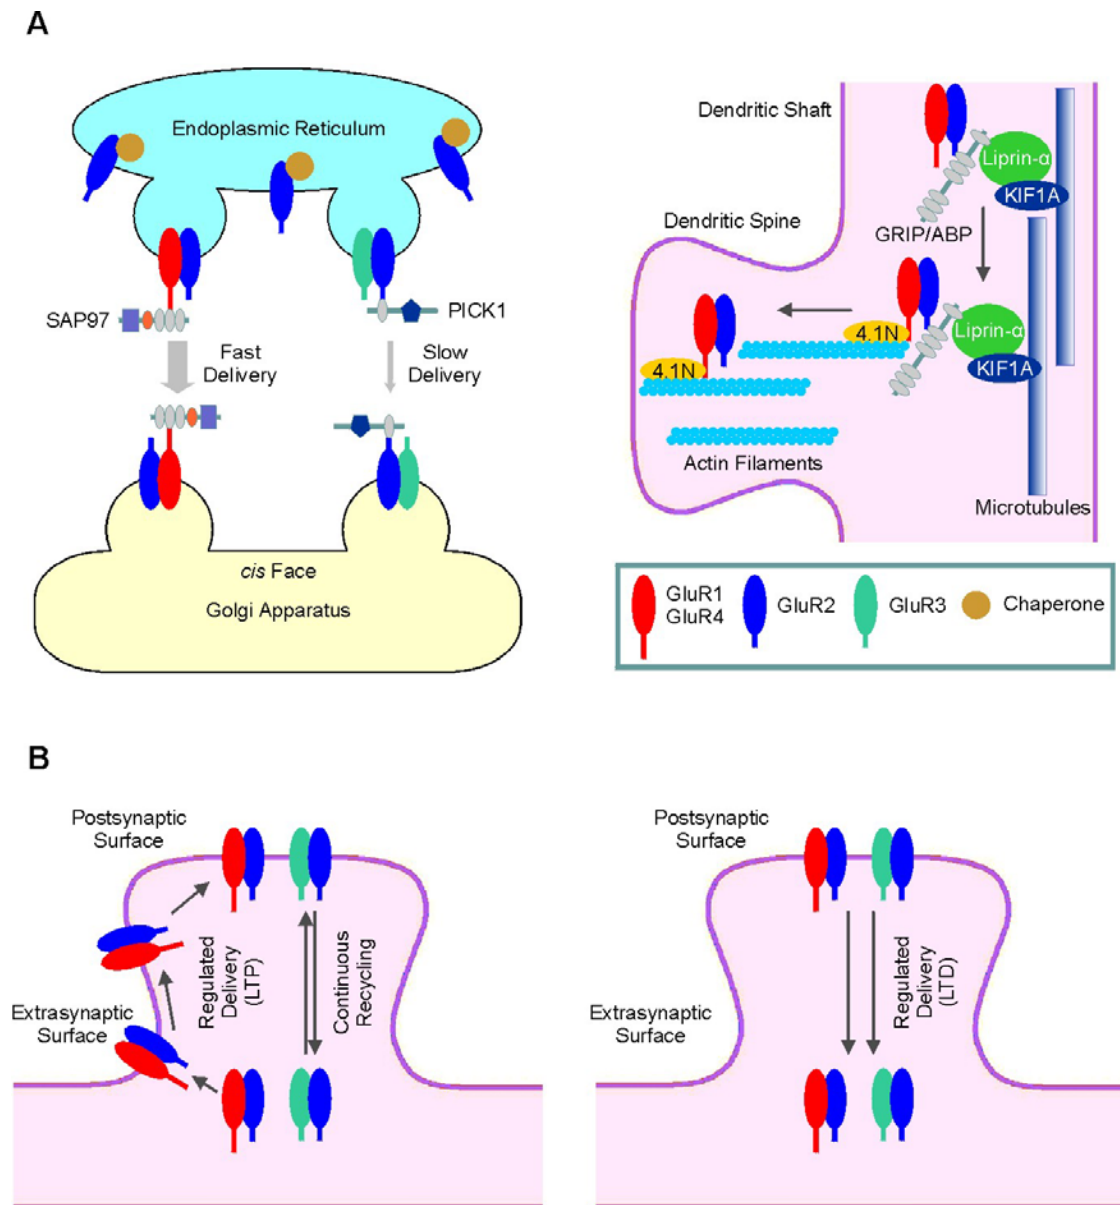 A
Endoplasmic Reticulum
SAP97
PICK1
Fast
Delivery
Slow
Delivery
cis Face
Golgi Apparatus
Dendritic Shaft
Liprin-α
KIF1A
GRIP/ABP
Dendritic Spine
4.1N
Liprin-α
KIF1A
4.1N
Actin Filaments
Microtubules
GluR1
GluR4
GluR2
GluR3
Chaperone
B
Postsynaptic
Surface
Regulated
Delivery
(LTP)
Continuous
Recycling
Extrasynaptic
Surface
Postsynaptic
Surface
Regulated
Delivery
(LTD)
Extrasynaptic
Surface